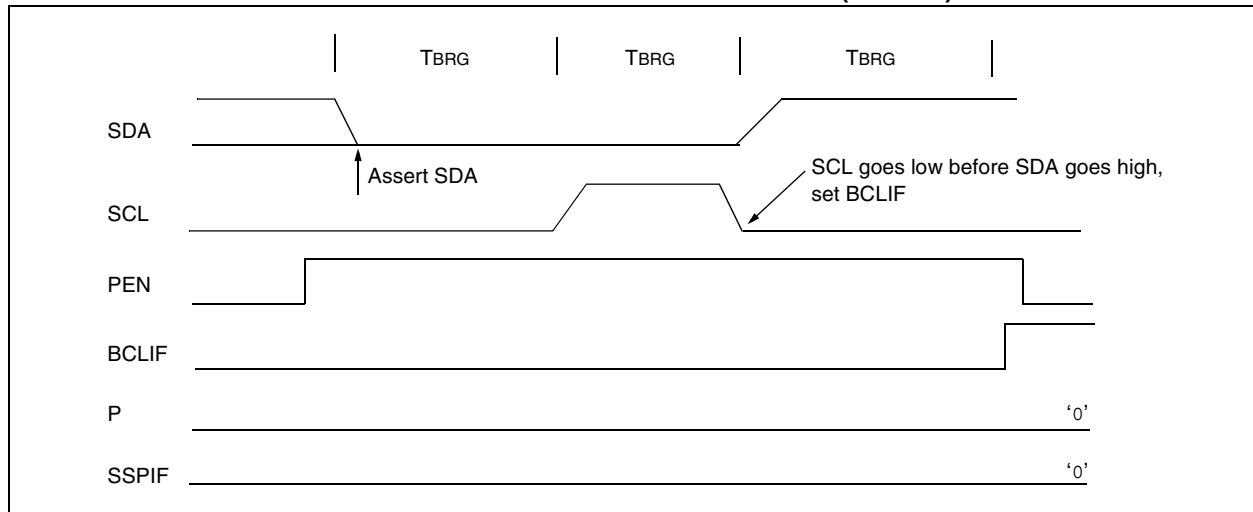 TBRG TBRG TBRG
SDA
Assert SDA
SCL goes low before SDA goes high,
set BCLIF
SCL
PEN
BCLIF
P
‘0’
SSPIF
‘0’